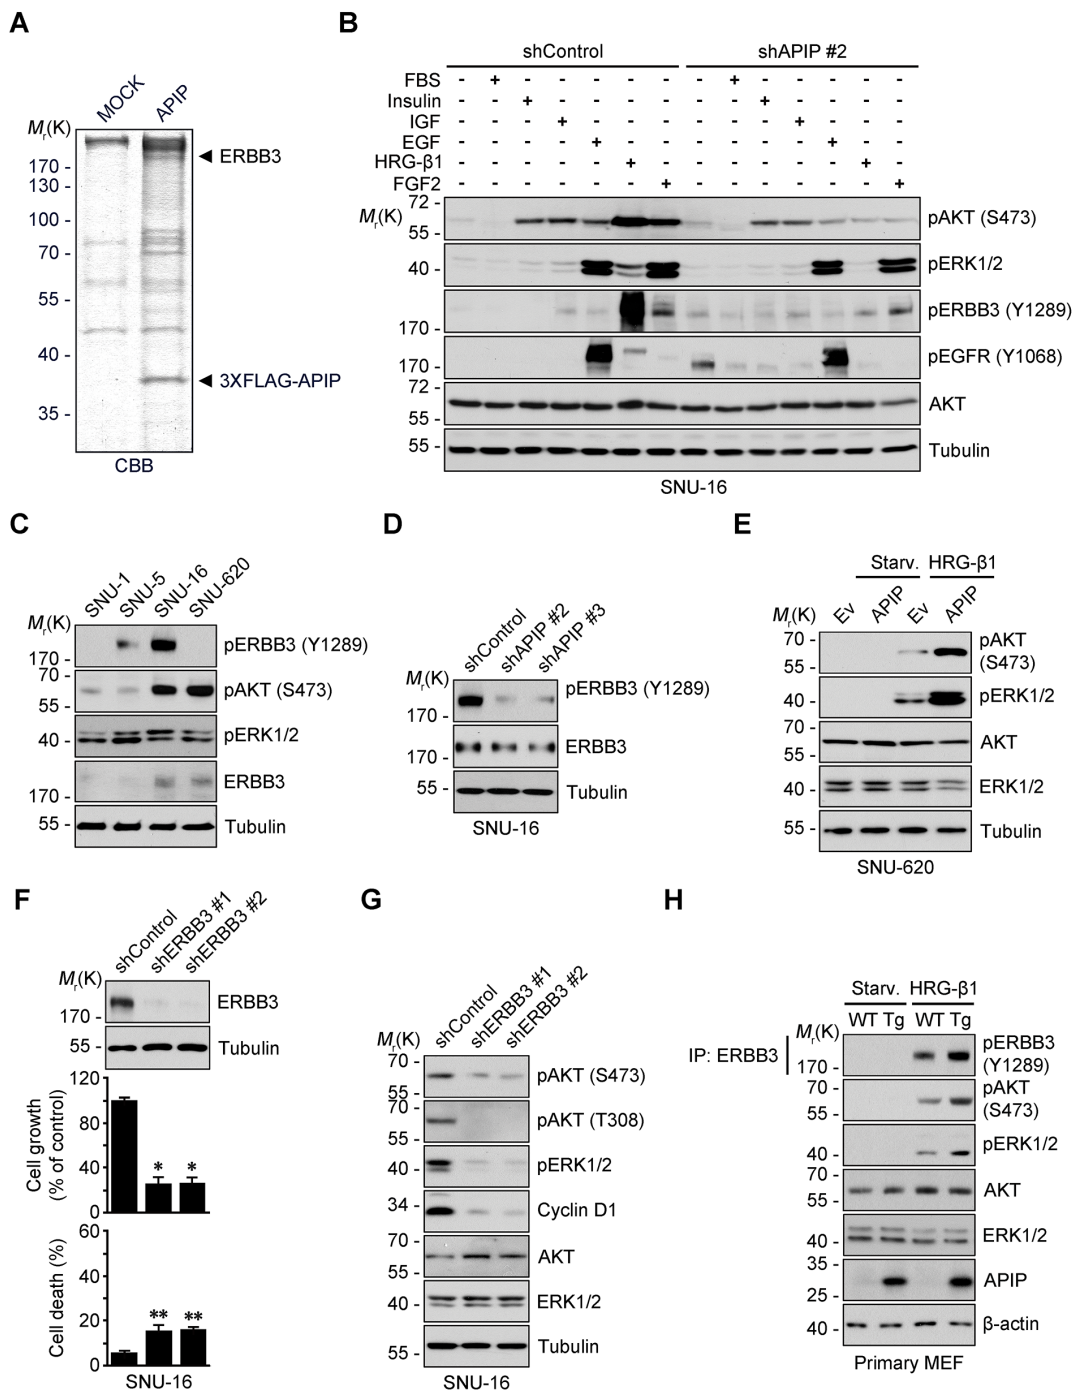 A
MOCK
APIP
Mr(K)
170 -
130 -
100 -
70 -
55 -
40 -
35 -
◄ ERBB3
◄ 3XFLAG-APIP
CBB
B
shControl
shAPIP #2
FBS - + - - - - - - + - - - - -
Insulin - - + - - - - - - + - - - -
IGF - - - + - - - - - - + - - -
EGF - - - - + - - - - - - + - -
HRG-β1 - - - - - + - - - - - - + -
FGF2 - - - - - - + - - - - - - +
Mr(K)
72 -
55 -
pAKT (S473)
40 -
pERK1/2
170 -
pERBB3 (Y1289)
170 -
pEGFR (Y1068)
72 -
55 -
AKT
55 -
Tubulin
SNU-16
C
SNU-1
SNU-5
SNU-16
SNU-620
Mr(K)
170 -
pERBB3 (Y1289)
70 -
55 -
pAKT (S473)
40 -
pERK1/2
170 -
ERBB3
55 -
Tubulin
D
shControl
shAPIP #2
shAPIP #3
Mr(K)
170 -
pERBB3 (Y1289)
170 -
ERBB3
55 -
Tubulin
SNU-16
E
Starv.
HRG-β1
Ev
APIP
Ev
APIP
Mr(K)
70 -
55 -
pAKT
(S473)
40 -
pERK1/2
70 -
55 -
AKT
40 -
ERK1/2
55 -
Tubulin
SNU-620
F
shControl
shERBB3 #1
shERBB3 #2
Mr(K)
170 -
ERBB3
55 -
Tubulin
Cell growth
(% of control)
120
80
40
0
*
*
Cell death (%)
60
40
20
0
**
**
SNU-16
G
shControl
shERBB3 #1
shERBB3 #2
Mr(K)
70 -
55 -
pAKT (S473)
70 -
55 -
pAKT (T308)
40 -
pERK1/2
34 -
Cyclin D1
70 -
55 -
AKT
40 -
ERK1/2
55 -
Tubulin
SNU-16
H
Starv.
HRG-β1
WT Tg WT Tg
Mr(K)
IP: ERBB3
170 -
pERBB3
(Y1289)
70 -
55 -
pAKT
(S473)
40 -
pERK1/2
70 -
55 -
AKT
40 -
ERK1/2
35 -
25 -
APIP
40 -
β-actin
Primary MEF